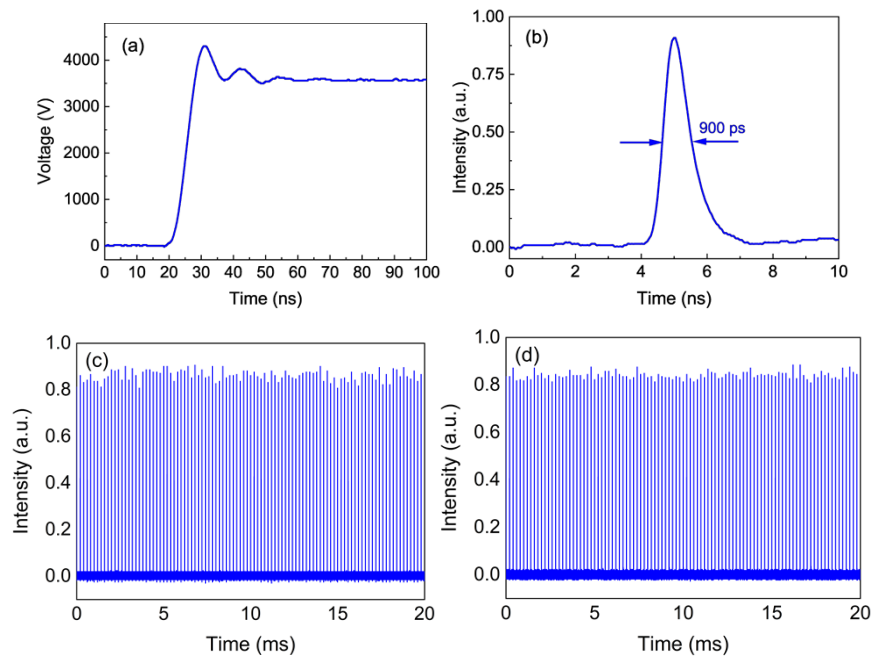 (a)
Voltage (V)
4000
3000
2000
1000
0
0 10 20 30 40 50 60 70 80 90 100
Time (ns)
(b)
Intensity (a.u.)
1.00
0.75
0.50
0.25
0.00
900 ps
0 2 4 6 8 10
Time (ns)
(c)
Intensity (a.u.)
1.0
0.8
0.6
0.4
0.2
0.0
0 5 10 15 20
Time (ms)
(d)
Intensity (a.u.)
1.0
0.8
0.6
0.4
0.2
0.0
0 5 10 15 20
Time (ms)